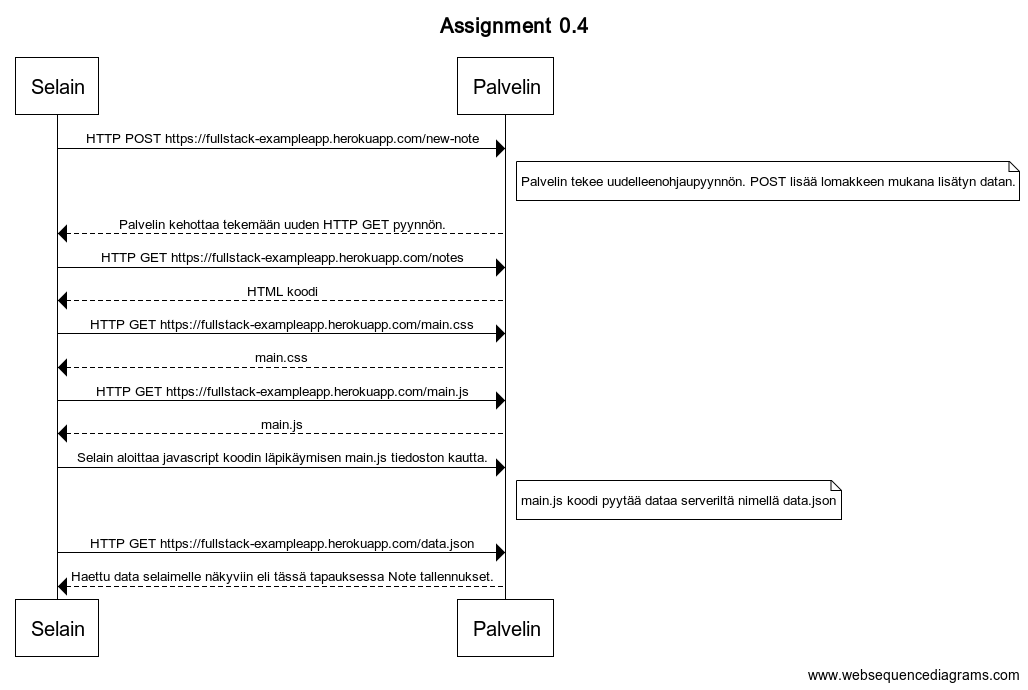 Assignment 0.4
Selain
Palvelin
HTTP POST https://fullstack-exampleapp.herokuapp.com/new-note
Palvelin tekee uudelleenohjaupyynnön. POST lisää lomakkeen mukana lisätyn datan.
Palvelin kehottaa tekemään uuden HTTP GET pyynnön.
HTTP GET https://fullstack-exampleapp.herokuapp.com/notes
HTML koodi
HTTP GET https://fullstack-exampleapp.herokuapp.com/main.css
main.css
HTTP GET https://fullstack-exampleapp.herokuapp.com/main.js
main.js
Selain aloittaa javascript koodin läpikäymisen main.js tiedoston kautta.
main.js koodi pyytää dataa serveriltä nimellä data.json
HTTP GET https://fullstack-exampleapp.herokuapp.com/data.json
Haettu data selaimelle näkyviin eli tässä tapauksessa Note tallennukset.
Selain
Palvelin
www.websequencediagrams.com